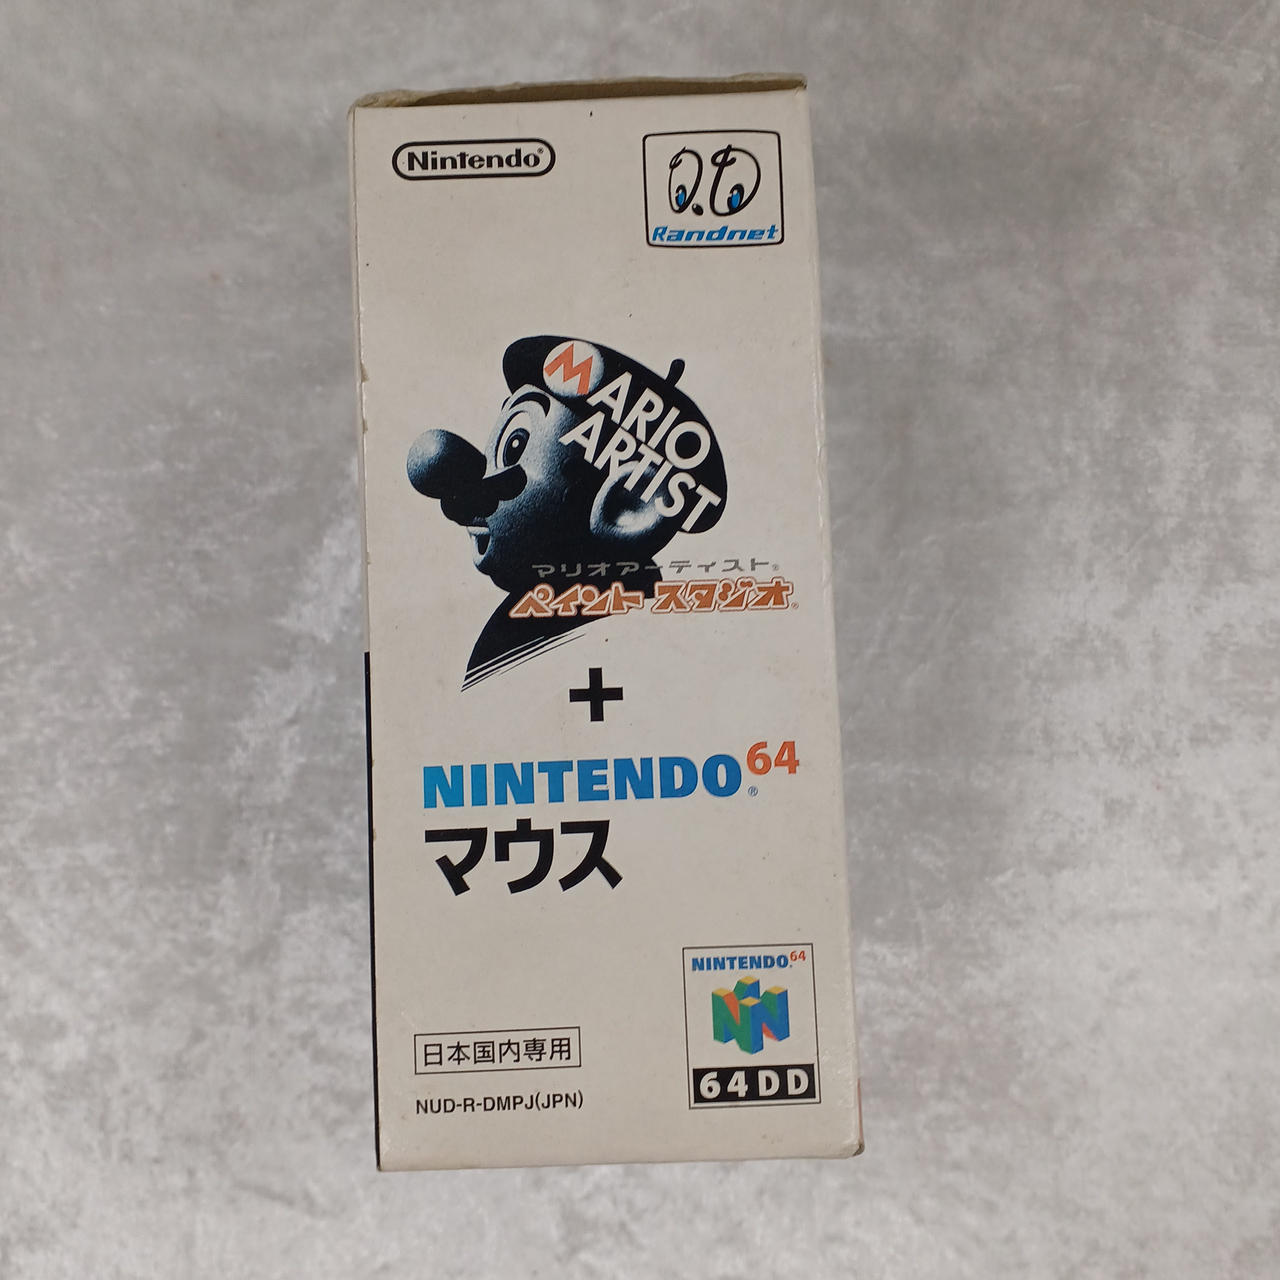 Nintendo®
Randnet
MARIO
ARTIST
マリオアーティスト®
ペイント スタジオ®
+
NINTENDO64®
マウス
NINTENDO64
64DD
日本国内専用
NUD-R-DMPJ(JPN)